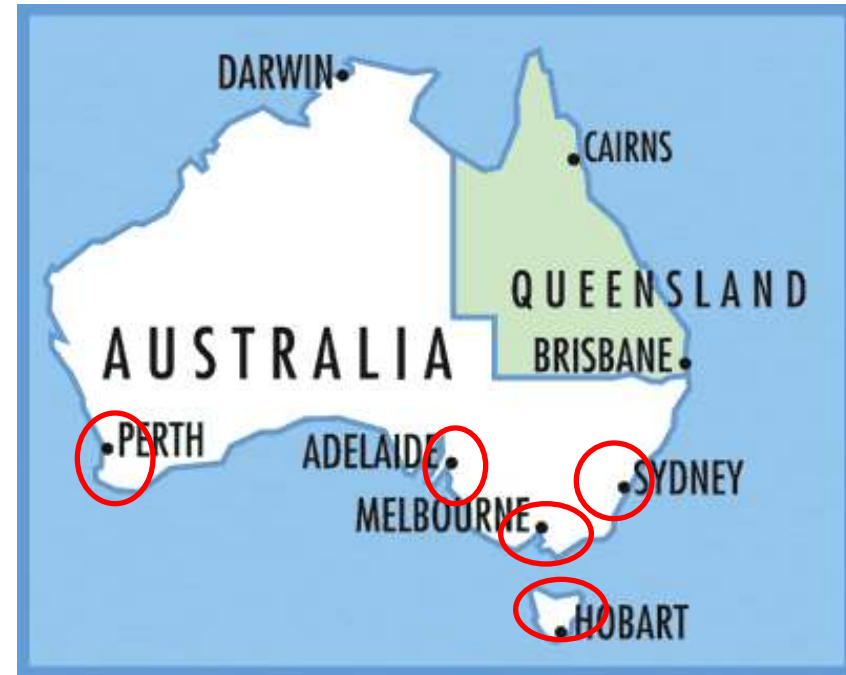 DARWIN
CAIRNS
QUEENSLAND
AUSTRALIA
BRISBANE
PERTH
ADELAIDE
SYDNEY
MELBOURNE
HOBART